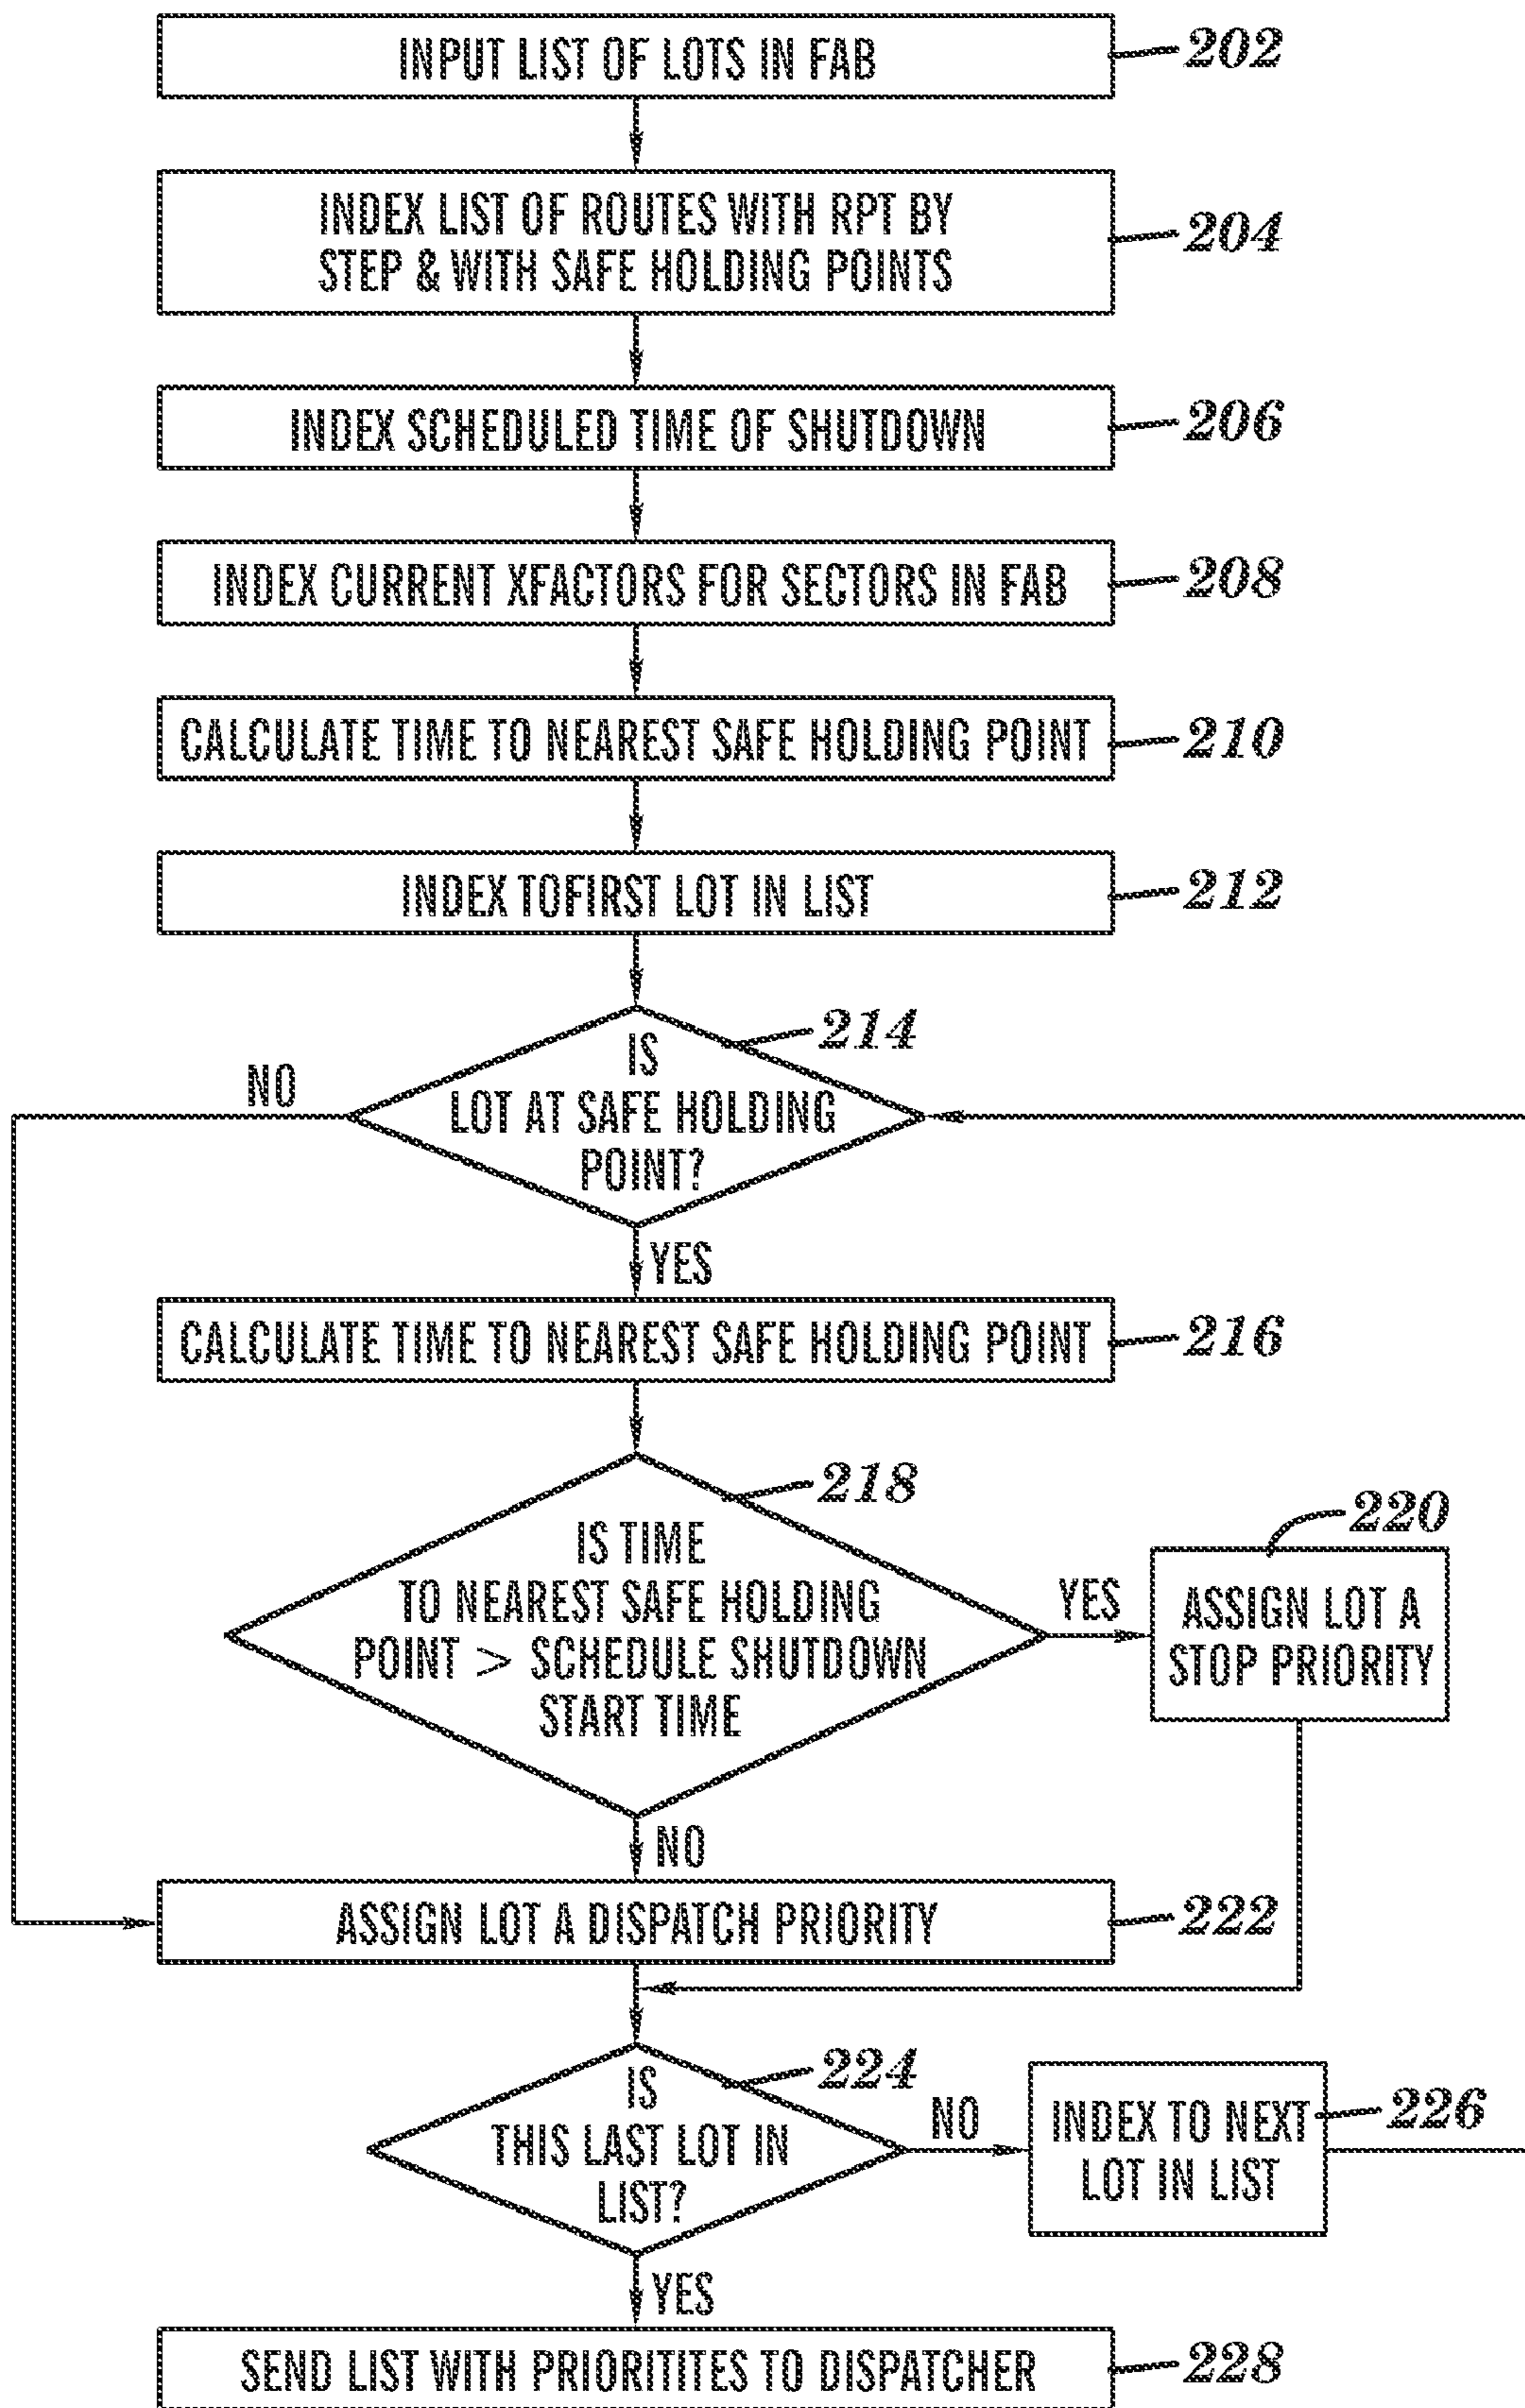 INPUT LIST OF LOTS IN FAB
202
INDEX LIST OF ROUTES WITH RPT BY
STEP & WITH SAFE HOLDING POINTS
204
INDEX SCHEDULED TIME OF SHUTDOWN
206
INDEX CURRENT XFACTORS FOR SECTORS IN FAB
208
CALCULATE TIME TO NEAREST SAFE HOLDING POINT
210
INDEX TOFIRST LOT IN LIST
212
214
IS
LOT AT SAFE HOLDING
POINT?
NO
YES
CALCULATE TIME TO NEAREST SAFE HOLDING POINT
216
218
IS TIME
TO NEAREST SAFE HOLDING
POINT > SCHEDULE SHUTDOWN
START TIME
YES
220
ASSIGN LOT A
STOP PRIORITY
NO
ASSIGN LOT A DISPATCH PRIORITY
222
224
IS
THIS LAST LOT IN
LIST?
NO
INDEX TO NEXT
LOT IN LIST
226
YES
SEND LIST WITH PRIORITITES TO DISPATCHER
228